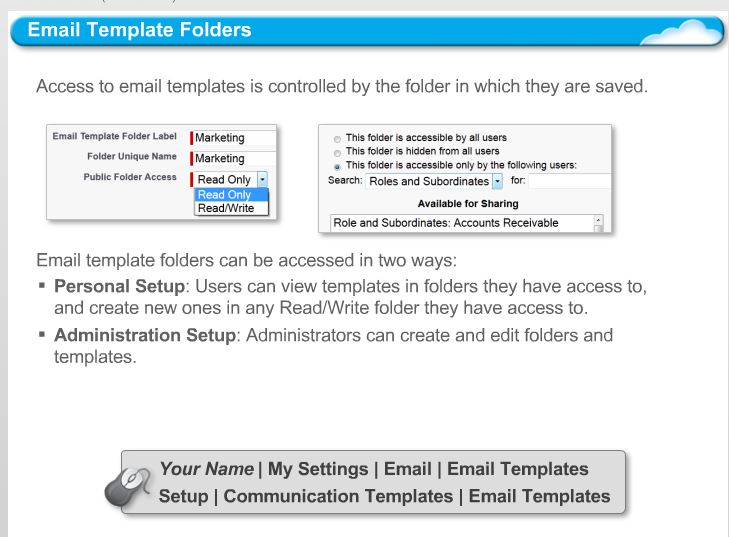 Email Template Folders
Access to email templates is controlled by the folder in which they are saved.
Email Template Folder Label Marketing
Folder Unique Name Marketing
Public Folder Access Read Only
Read Only
Read/Write
This folder is accessible by all users
This folder is hidden from all users
This folder is accessible only by the following users:
Search: Roles and Subordinates for:
Available for Sharing
Role and Subordinates: Accounts Receivable
Email template folders can be accessed in two ways:
▪ Personal Setup: Users can view templates in folders they have access to,
and create new ones in any Read/Write folder they have access to.
▪ Administration Setup: Administrators can create and edit folders and
templates.
Your Name | My Settings | Email | Email Templates
Setup | Communication Templates | Email Templates